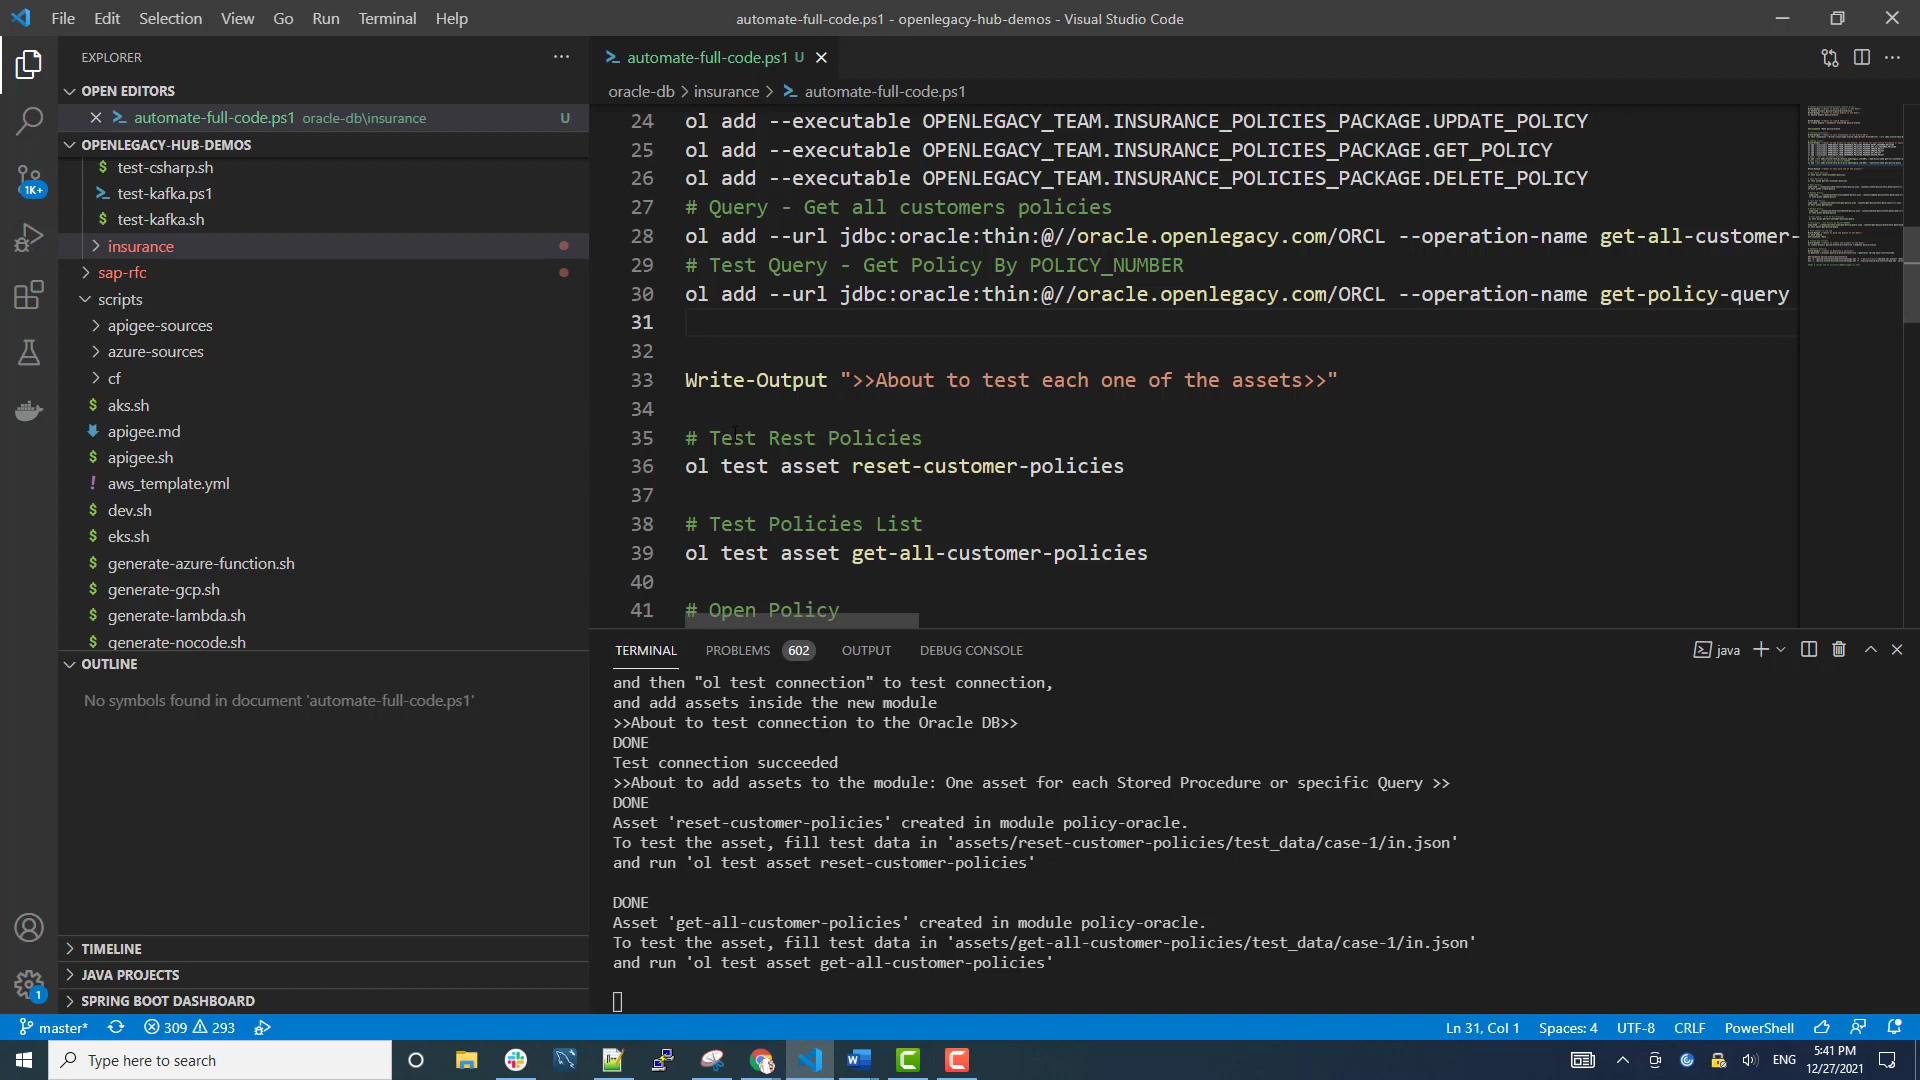 File Edit Selection View Go Run Terminal Help
automate-full-code.ps1 - openlegacy-hub-demos - Visual Studio Code
EXPLORER
OPEN EDITORS
automate-full-code.ps1 oracle-db\insurance U
OPENLEGACY-HUB-DEMOS
$ test-csharp.sh
test-kafka.ps1
$ test-kafka.sh
insurance
sap-rfc
scripts
apigee-sources
azure-sources
cf
$ aks.sh
apigee.md
$ apigee.sh
! aws_template.yml
$ dev.sh
$ eks.sh
$ generate-azure-function.sh
$ generate-gcp.sh
$ generate-lambda.sh
$ generate-nocode.sh
OUTLINE
No symbols found in document 'automate-full-code.ps1'
TIMELINE
JAVA PROJECTS
SPRING BOOT DASHBOARD
1K+
1
automate-full-code.ps1 U
oracle-db > insurance > automate-full-code.ps1
24 ol add --executable OPENLEGACY_TEAM.INSURANCE_POLICIES_PACKAGE.UPDATE_POLICY
25 ol add --executable OPENLEGACY_TEAM.INSURANCE_POLICIES_PACKAGE.GET_POLICY
26 ol add --executable OPENLEGACY_TEAM.INSURANCE_POLICIES_PACKAGE.DELETE_POLICY
27 # Query - Get all customers policies
28 ol add --url jdbc:oracle:thin:@//oracle.openlegacy.com/ORCL --operation-name get-all-customer-
29 # Test Query - Get Policy By POLICY_NUMBER
30 ol add --url jdbc:oracle:thin:@//oracle.openlegacy.com/ORCL --operation-name get-policy-query
31
32
33 Write-Output ">>About to test each one of the assets>>"
34
35 # Test Rest Policies
36 ol test asset reset-customer-policies
37
38 # Test Policies List
39 ol test asset get-all-customer-policies
40
41 # Open Policy
TERMINAL PROBLEMS 602 OUTPUT DEBUG CONSOLE
java
and then "ol test connection" to test connection,
and add assets inside the new module
>>About to test connection to the Oracle DB>>
DONE
Test connection succeeded
>>About to add assets to the module: One asset for each Stored Procedure or specific Query >>
DONE
Asset 'reset-customer-policies' created in module policy-oracle.
To test the asset, fill test data in 'assets/reset-customer-policies/test_data/case-1/in.json'
and run 'ol test asset reset-customer-policies'
DONE
Asset 'get-all-customer-policies' created in module policy-oracle.
To test the asset, fill test data in 'assets/get-all-customer-policies/test_data/case-1/in.json'
and run 'ol test asset get-all-customer-policies'
master* 309 293
Ln 31, Col 1 Spaces: 4 UTF-8 CRLF PowerShell
Type here to search
ENG
5:41 PM
12/27/2021